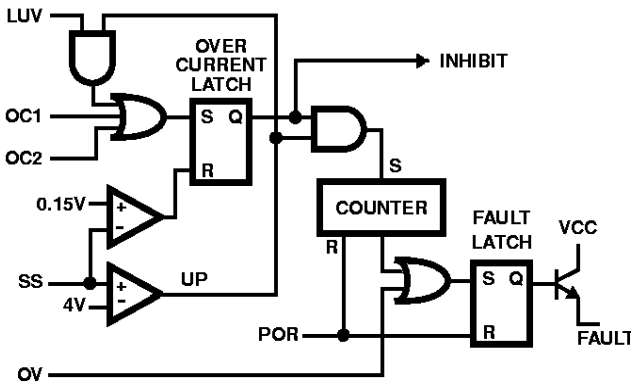 LUV
OVER
CURRENT
LATCH
INHIBIT
OC1
S Q
OC2
R
S
0.15V
+
-
COUNTER
FAULT
LATCH
VCC
R
SS
+
-
UP
4V
S Q
POR
R
FAULT
OV